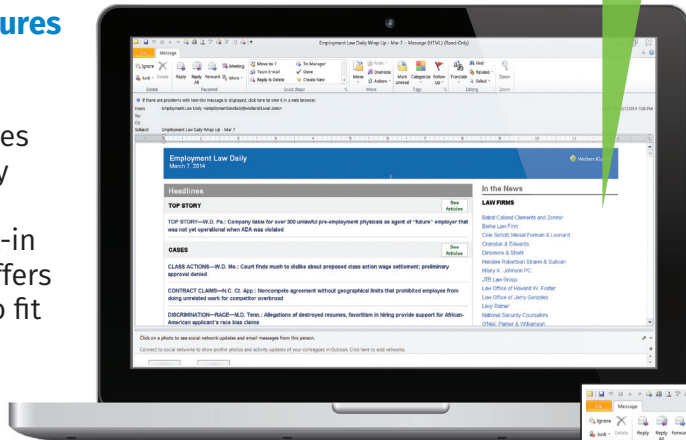 ures
es
y
-in
ffers
o fit
Employment Law Daily Wrap Up - Mar 7 - Message (HTML) (Read-Only)
Message
Ignore
Junk
Delete
Reply
Reply All
Forward
Meeting
More
Move to: ?
Team E-mail
Reply & Delete
To Manager
Done
Create New
Move
Rules
OneNote
Actions
Mark Unread
Categorize
Follow Up
Translate
Find
Related
Select
Zoom
Delete
Respond
Quick Steps
Move
Tags
Editing
Zoom
If there are problems with how this message is displayed, click here to view it in a web browser.
From:
To:
Cc:
Subject: Employment Law Daily Wrap Up - Mar 7
Employment Law Daily
March 7, 2014
Headlines
TOP STORY
See Articles
TOP STORY—W.D. Pa.: Company liable for over 300 unlawful pre-employment physicals as agent of "future" employer that
was not yet operational when ADA was violated
CASES
See Articles
CLASS ACTIONS—W.D. Mo.: Court finds much to dislike about proposed class action wage settlement; preliminary
approval denied
CONTRACT CLAIMS—N.C. Ct. App.: Noncompete agreement without geographical limits that prohibited employee from
doing unrelated work for competitor overbroad
DISCRIMINATION—RACE—M.D. Tenn.: Allegations of destroyed resumes, favoritism in hiring provide support for African-
American applicant's race bias claims
In the News
LAW FIRMS
Babst Calland Clements and Zomnir
Berke Law Firm
Cole Schotz Meisel Forman & Leonard
Cranston & Edwards
Dinsmore & Shohl
Henslee Robertson Strawn & Sullivan
Hilary K. Johnson PC
JTB Law Group
Law Office of Howard W. Foster
Law Office of Jerry Gonzalez
Levy Ratner
National Security Counselors
O'Neil, Parker & Williamson
Click on a photo to see social network updates and email messages from this person.
Connect to social networks to show profile photos and activity updates of your colleagues in Outlook. Click here to add networks.
Message
Ignore
Junk
Delete
Reply
Reply All
Forward